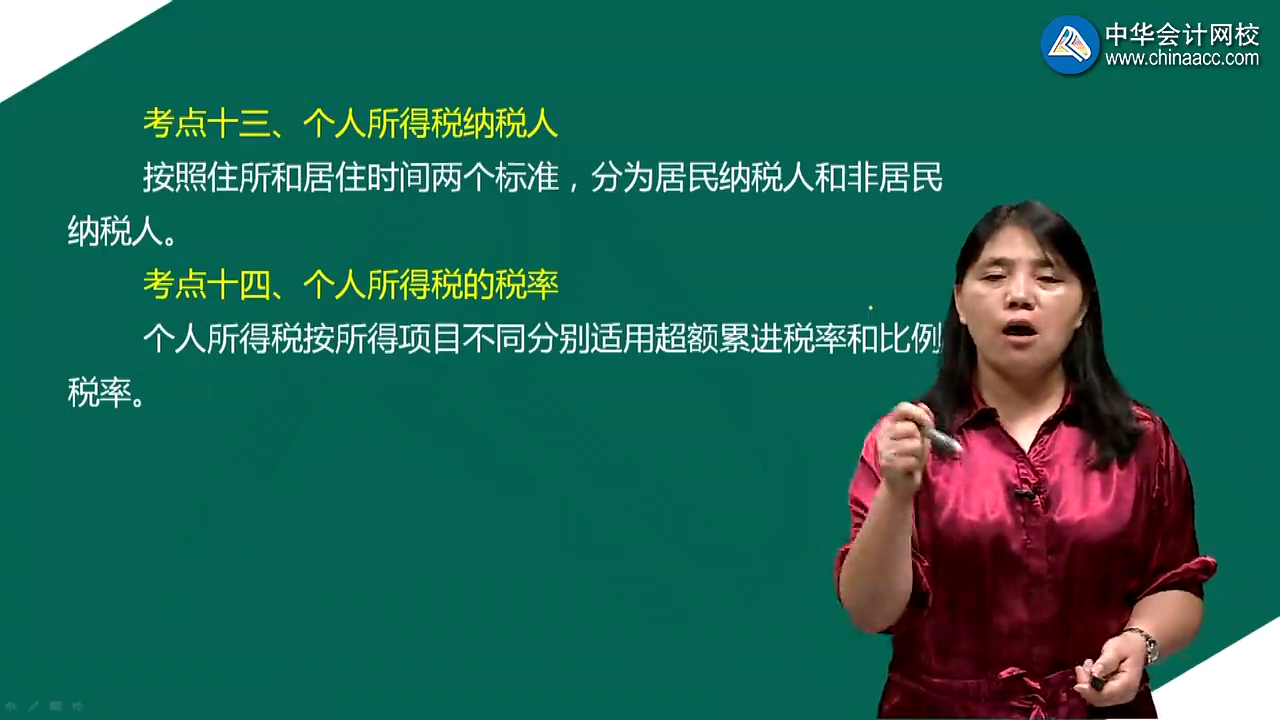 中华会计网校
www.chinaacc.com
考点十三、个人所得税纳税人
按照住所和居住时间两个标准，分为居民纳税人和非居民
纳税人。
考点十四、个人所得税的税率
个人所得税按所得项目不同分别适用超额累进税率和比例
税率。